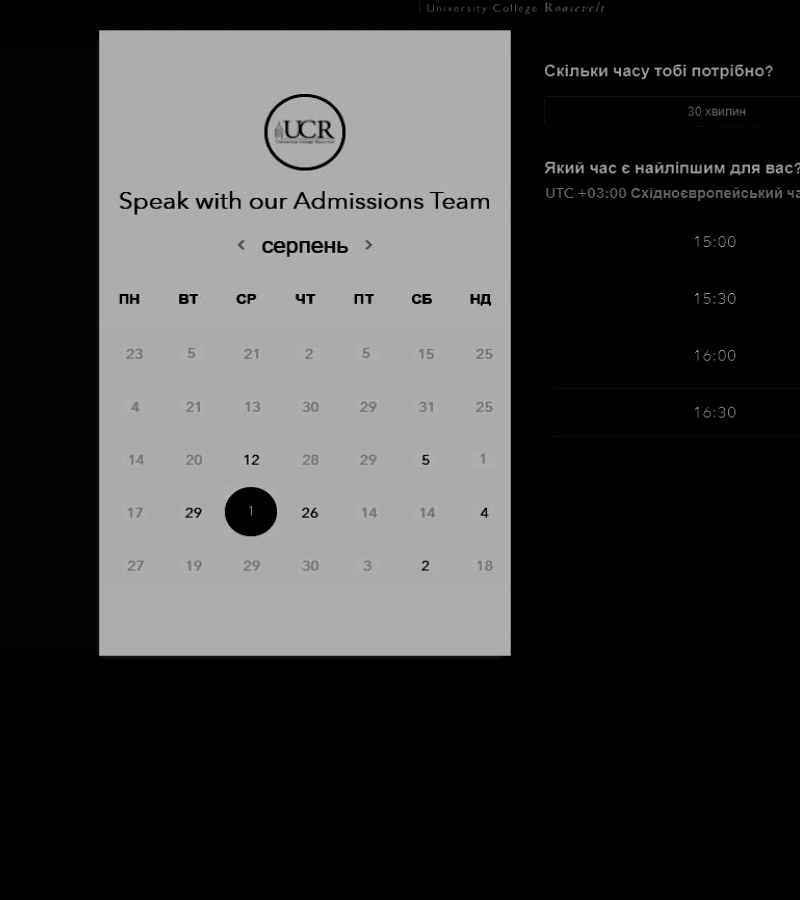 University College Roosevelt
UCR
University College Roosevelt
Speak with our Admissions Team
< серпень >
ПН ВТ СР ЧТ ПТ СБ НД
23 5 21 2 5 15 25
4 21 13 30 29 31 25
14 20 12 28 29 5 1
17 29 1 26 14 14 4
27 19 29 30 3 2 18
Скільки часу тобі потрібно?
30 хвилин
Який час є найліпшим для вас?
UTC +03:00 Східноєвропейський
15:00
15:30
16:00
16:30